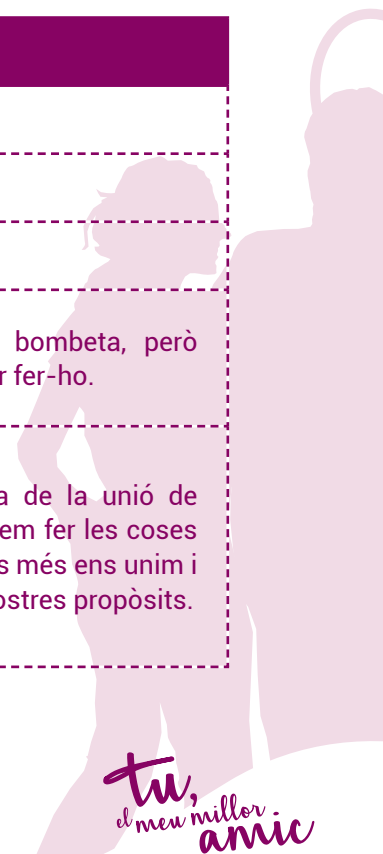 bombeta, però
r fer-ho.
a de la unió de
em fer les coses
s més ens unim i
ostres propòsits.
tu,
el meu millor
amic